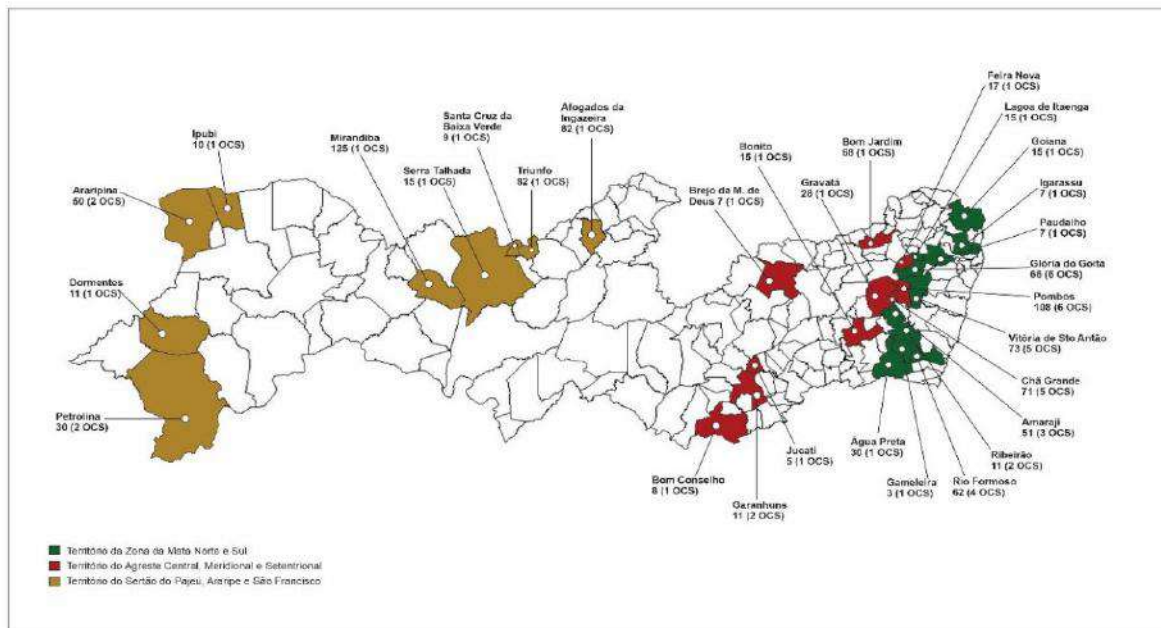 Feira Nova
17 (1 OCS)
Lagoa de Itaenga
15 (1 OCS)
Goiana
15 (1 OCS)
Igarassu
7 (1 OCS)
Paudalho
7 (1 OCS)
Glória do Goitá
66 (6 OCS)
Pombos
108 (6 OCS)
Vitória de Sto Antão
73 (5 OCS)
Chã Grande
71 (5 OCS)
Amaraji
51 (3 OCS)
Ribeirão
11 (2 OCS)
Rio Formoso
62 (4 OCS)
Gameleira
3 (1 OCS)
Água Preta
30 (1 OCS)
Bom Jardim
68 (1 OCS)
Bonito
15 (1 OCS)
Gravatá
28 (1 OCS)
Brejo da M. de
Deus 7 (1 OCS)
Afogados da
Ingazeira
82 (1 OCS)
Santa Cruz da
Baixa Verde
9 (1 OCS)
Triunfo
82 (1 OCS)
Mirandiba
125 (1 OCS)
Serra Talhada
15 (1 OCS)
Ipubi
10 (1 OCS)
Araripina
50 (2 OCS)
Dormentes
11 (1 OCS)
Petrolina
30 (2 OCS)
Bom Conselho
8 (1 OCS)
Jucati
5 (1 OCS)
Garanhuns
11 (2 OCS)
Território da Zona da Mata Norte e Sul
Território do Agreste Central, Meridional e Setentrional
Território do Sertão do Pajeú, Araripe e São Francisco